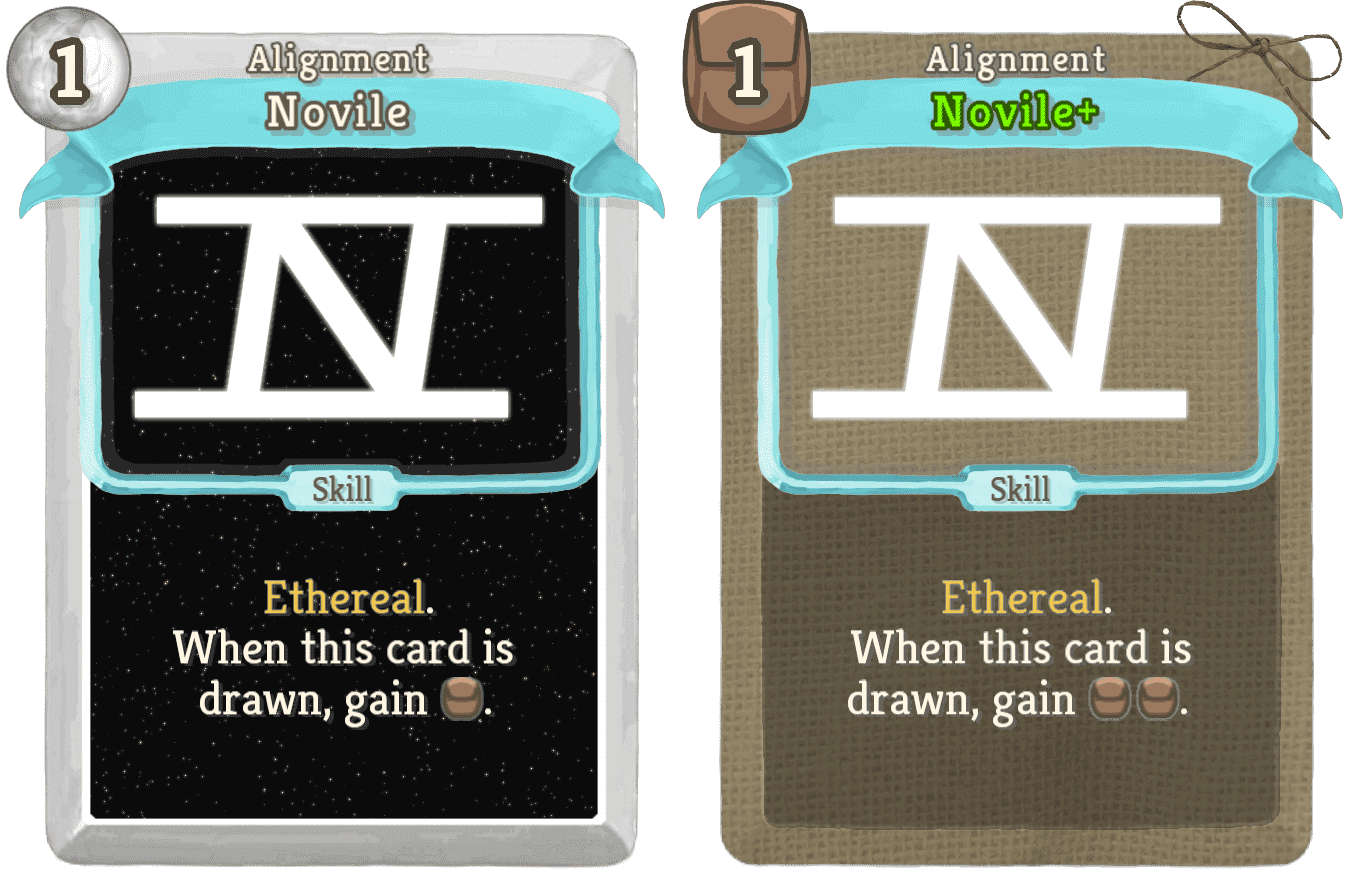 1
Alignment
Novile
N
Skill
Ethereal.
When this card is
drawn, gain .
1
Alignment
Novile+
N
Skill
Ethereal.
When this card is
drawn, gain .